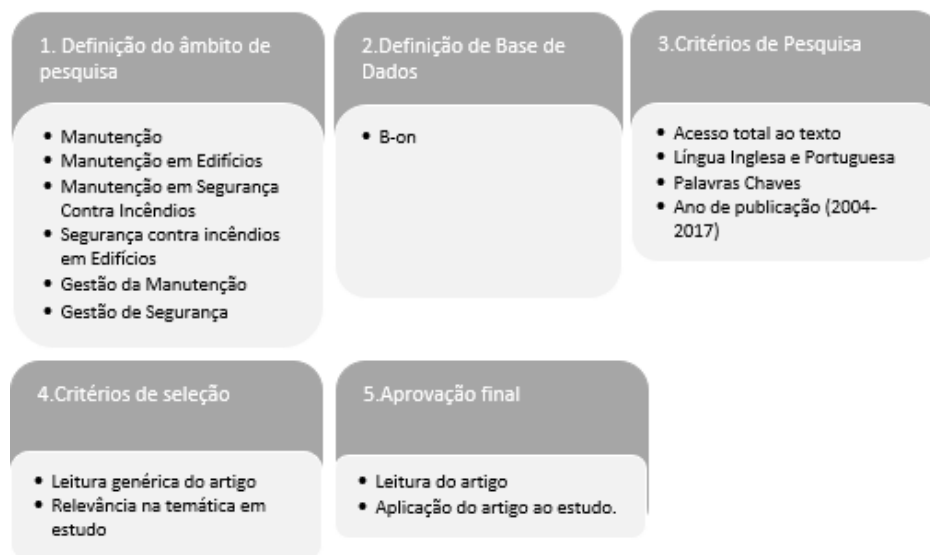 1. Definição do âmbito de
pesquisa
• Manutenção
• Manutenção em Edifícios
• Manutenção em Segurança
Contra Incêndios
• Segurança contra incêndios
em Edifícios
• Gestão da Manutenção
• Gestão de Segurança
2.Definição de Base de
Dados
• B-on
3.Critérios de Pesquisa
• Acesso total ao texto
• Língua Inglesa e Portuguesa
• Palavras Chaves
• Ano de publicação (2004-
2017)
4.Critérios de seleção
• Leitura genérica do artigo
• Relevância na temática em
estudo
5.Aprovação final
• Leitura do artigo
• Aplicação do artigo ao estudo.